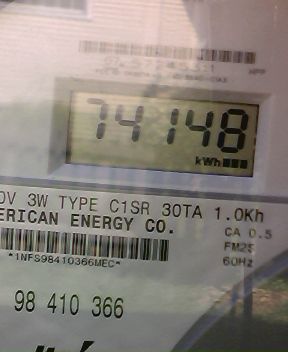 74148
kWh
0V 3W TYPE C1SR 30TA 1.0Kh
ERICAN ENERGY CO.
CA 0.5
FM2S
60Hz
*1NFS98410366MEC*
98 410 366